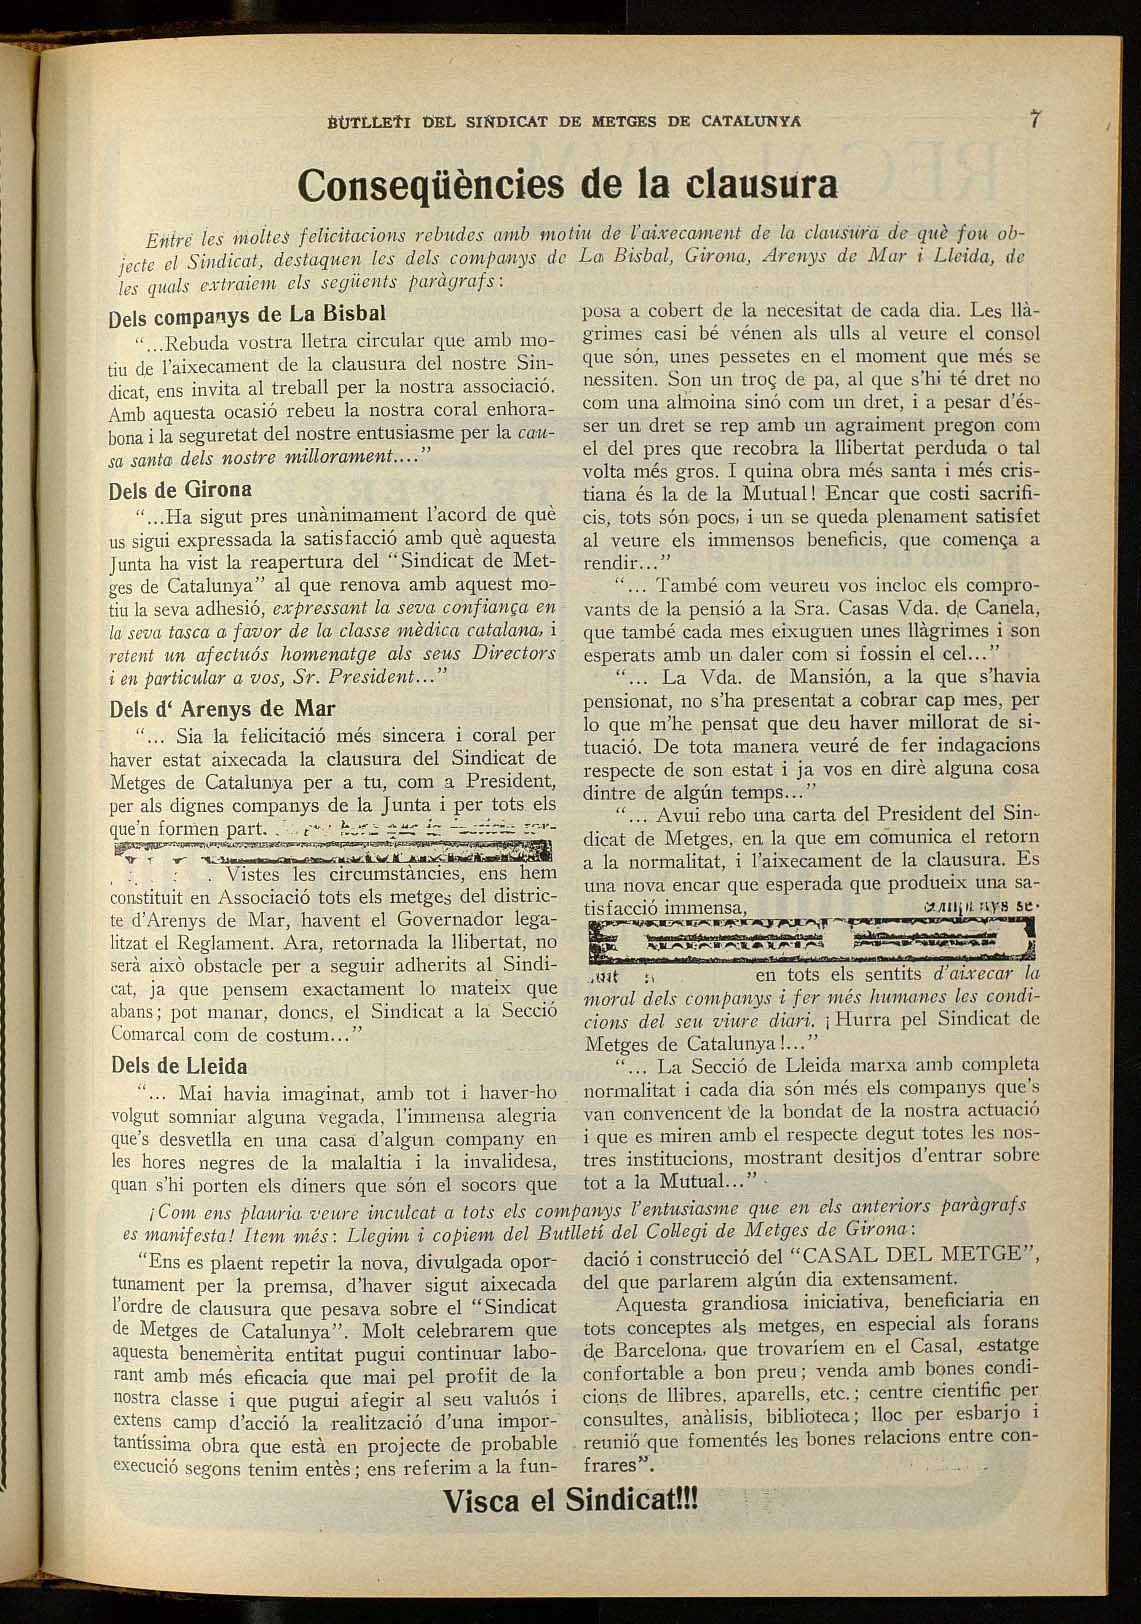 BUTLLETI DEL SINDICAT DE METGES DE CATALUNYA 7
Conseqüències de la clausura
Entre les moltes felicitacions rebudes amb motiu de l'aixecament de la clausura de què fou ob-
jecte el Sindicat, destaquen les dels companys de La Bisbal, Girona, Arenys de Mar i Lleida, de
les quals extraiem els següents paràgrafs:
Dels companys de La Bisbal
"...Rebuda vostra lletra circular que amb mo-
tiu de l'aixecament de la clausura del nostre Sin-
dicat, ens invita al treball per la nostra associació.
Amb aquesta ocasió rebeu la nostra coral enhora-
bona i la seguretat del nostre entusiasme per la cau-
sa santa dels nostre millorament...."
Dels de Girona
"...Ha sigut pres unànimament l'acord de què
us sigui expressada la satisfacció amb què aquesta
Junta ha vist la reapertura del "Sindicat de Met-
ges de Catalunya" al que renova amb aquest mo-
tiu la seva adhesió, expressant la seva confiança en
la seva tasca a favor de la classe mèdica catalana, i
retent un afectuós homenatge als seus Directors
i en particular a vos, Sr. President..."
Dels d' Arenys de Mar
"... Sia la felicitació més sincera i coral per
haver estat aixecada la clausura del Sindicat de
Metges de Catalunya per a tu, com a President,
per als dignes companys de la Junta i per tots els
que'n formen part.
Vistes les circumstàncies, ens hem
constituit en Associació tots els metges del distric-
te d'Arenys de Mar, havent el Governador lega-
litzat el Reglament. Ara, retornada la llibertat, no
serà això obstacle per a seguir adherits al Sindi-
cat, ja que pensem exactament lo mateix que
abans; pot manar, doncs, el Sindicat a la Secció
Comarcal com de costum..."
Dels de Lleida
"... Mai havia imaginat, amb tot i haver-ho
volgut somniar alguna vegada, l'immensa alegria
que's desvetlla en una casa d'algun company en
les hores negres de la malaltia i la invalidesa,
quan s'hi porten els diners que són el socors que
posa a cobert de la necesitat de cada dia. Les llà-
grimes casi bé vénen als ulls al veure el consol
que són, unes pessetes en el moment que més se
nessiten. Son un troç de pa, al que s'hi té dret no
com una almoina sinó com un dret, i a pesar d'és-
ser un dret se rep amb un agraiment pregon com
el del pres que recobra la llibertat perduda o tal
volta més gros. I quina obra més santa i més cris-
tiana és la de la Mutual! Encar que costi sacrifi-
cis, tots són pocs, i un se queda plenament satisfet
al veure els immensos beneficis, que comença a
rendir..."
"... També com veureu vos incloc els compro-
vants de la pensió a la Sra. Casas Vda. de Canela,
que també cada mes eixuguen unes llàgrimes i son
esperats amb un daler com si fossin el cel..."
"... La Vda. de Mansión, a la que s'havia
pensionat, no s'ha presentat a cobrar cap mes, per
lo que m'he pensat que deu haver millorat de si-
tuació. De tota manera veuré de fer indagacions
respecte de son estat i ja vos en dirè alguna cosa
dintre de algún temps..."
"... Avui rebo una carta del President del Sin-
dicat de Metges, en la que em comunica el retorn
a la normalitat, i l'aixecament de la clausura. Es
una nova encar que esperada que produeix una sa-
tisfacció immensa,
en tots els sentits d'aixecar la
moral dels companys i fer més humanes les condi-
cions del seu viure diari. ¡Hurra pel Sindicat de
Metges de Catalunya!..."
"... La Secció de Lleida marxa amb completa
normalitat i cada dia són més els companys que's
van convencent de la bondat de la nostra actuació
i que es miren amb el respecte degut totes les nos-
tres institucions, mostrant desitjos d'entrar sobre
tot a la Mutual..."
¡Com ens plauria veure inculcat a tots els companys l'entusiasme que en els anteriors paràgrafs
es manifesta! Item més: Llegim i copiem del Butlletí del Col·legi de Metges de Girona:
"Ens es plaent repetir la nova, divulgada opor-
tunament per la premsa, d'haver sigut aixecada
l'ordre de clausura que pesava sobre el "Sindicat
de Metges de Catalunya". Molt celebrarem que
aquesta benemèrita entitat pugui continuar labo-
rant amb més eficacia que mai pel profit de la
nostra classe i que pugui afegir al seu valuós i
extens camp d'acció la realització d'una impor-
tantíssima obra que està en projecte de probable
execució segons tenim entès; ens referim a la fun-
dació i construcció del "CASAL DEL METGE",
del que parlarem algún dia extensament.
Aquesta grandiosa iniciativa, beneficiaria en
tots conceptes als metges, en especial als forans
de Barcelona, que trovaríem en el Casal, estatge
confortable a bon preu; venda amb bones condi-
cions de llibres, aparells, etc.; centre cientific per
consultes, anàlisis, biblioteca; lloc per esbarjo i
reunió que fomentés les bones relacions entre con-
frares".
Visca el Sindicat!!!